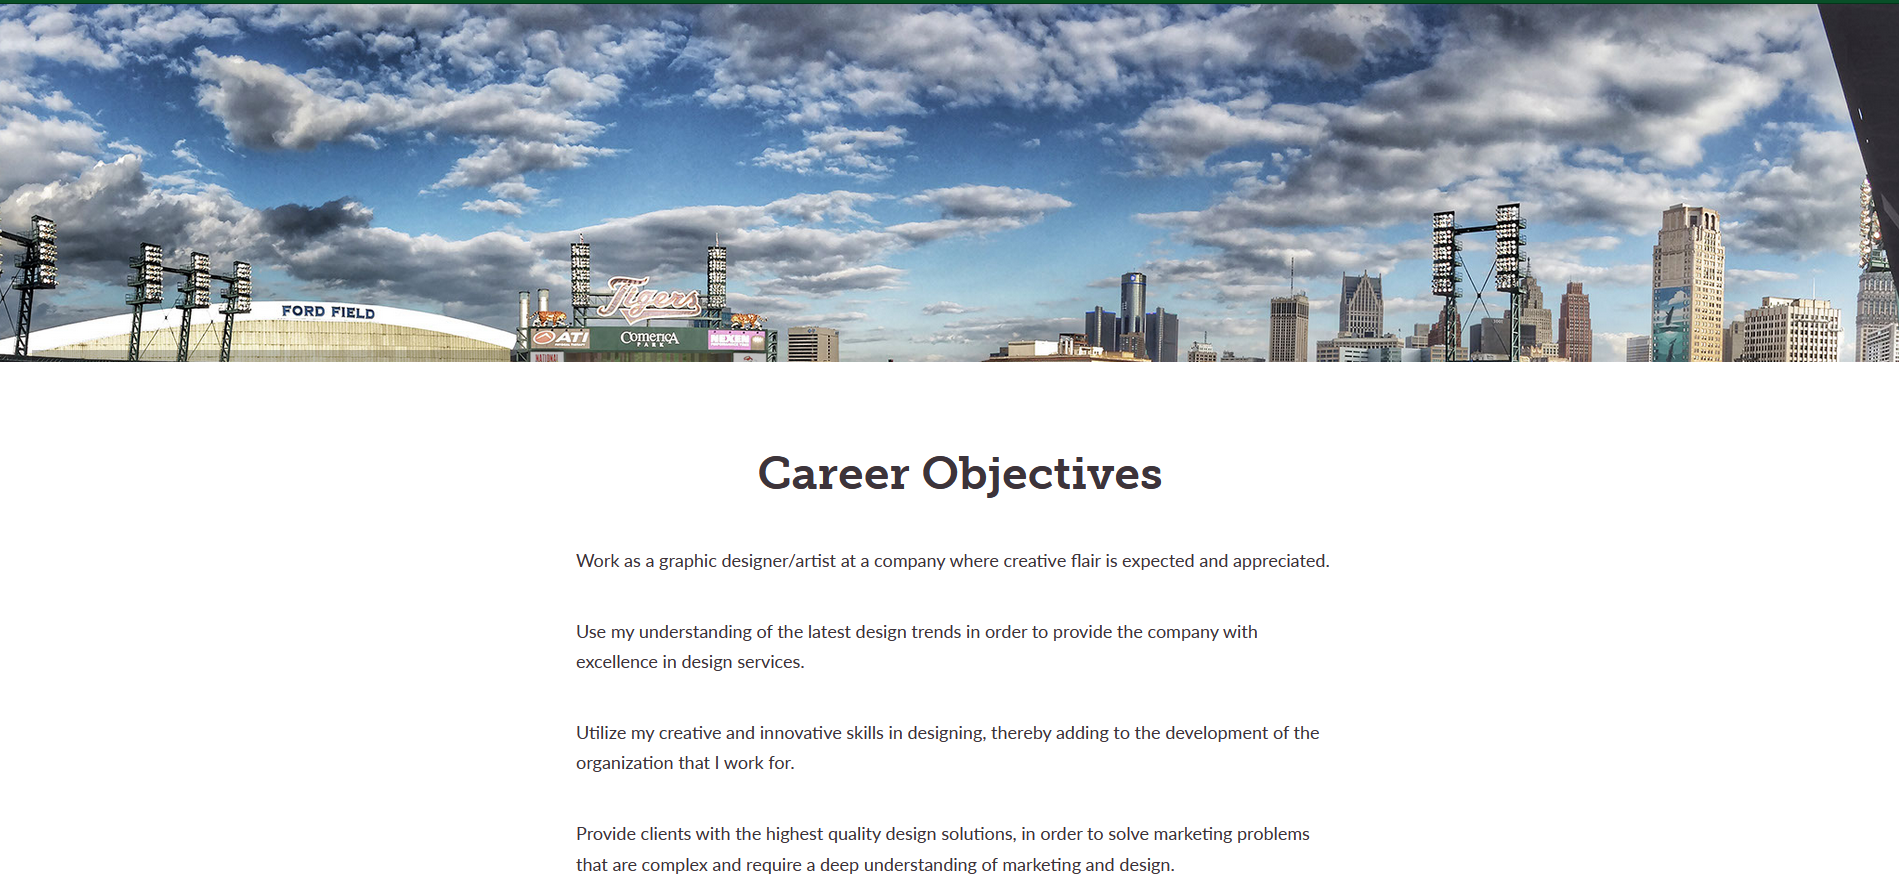 FORD FIELD
Tigers
ATI
COMERICA
PARK
NEXEN
NATIONAL
Career Objectives
Work as a graphic designer/artist at a company where creative flair is expected and appreciated.
Use my understanding of the latest design trends in order to provide the company with
excellence in design services.
Utilize my creative and innovative skills in designing, thereby adding to the development of the
organization that I work for.
Provide clients with the highest quality design solutions, in order to solve marketing problems
that are complex and require a deep understanding of marketing and design.